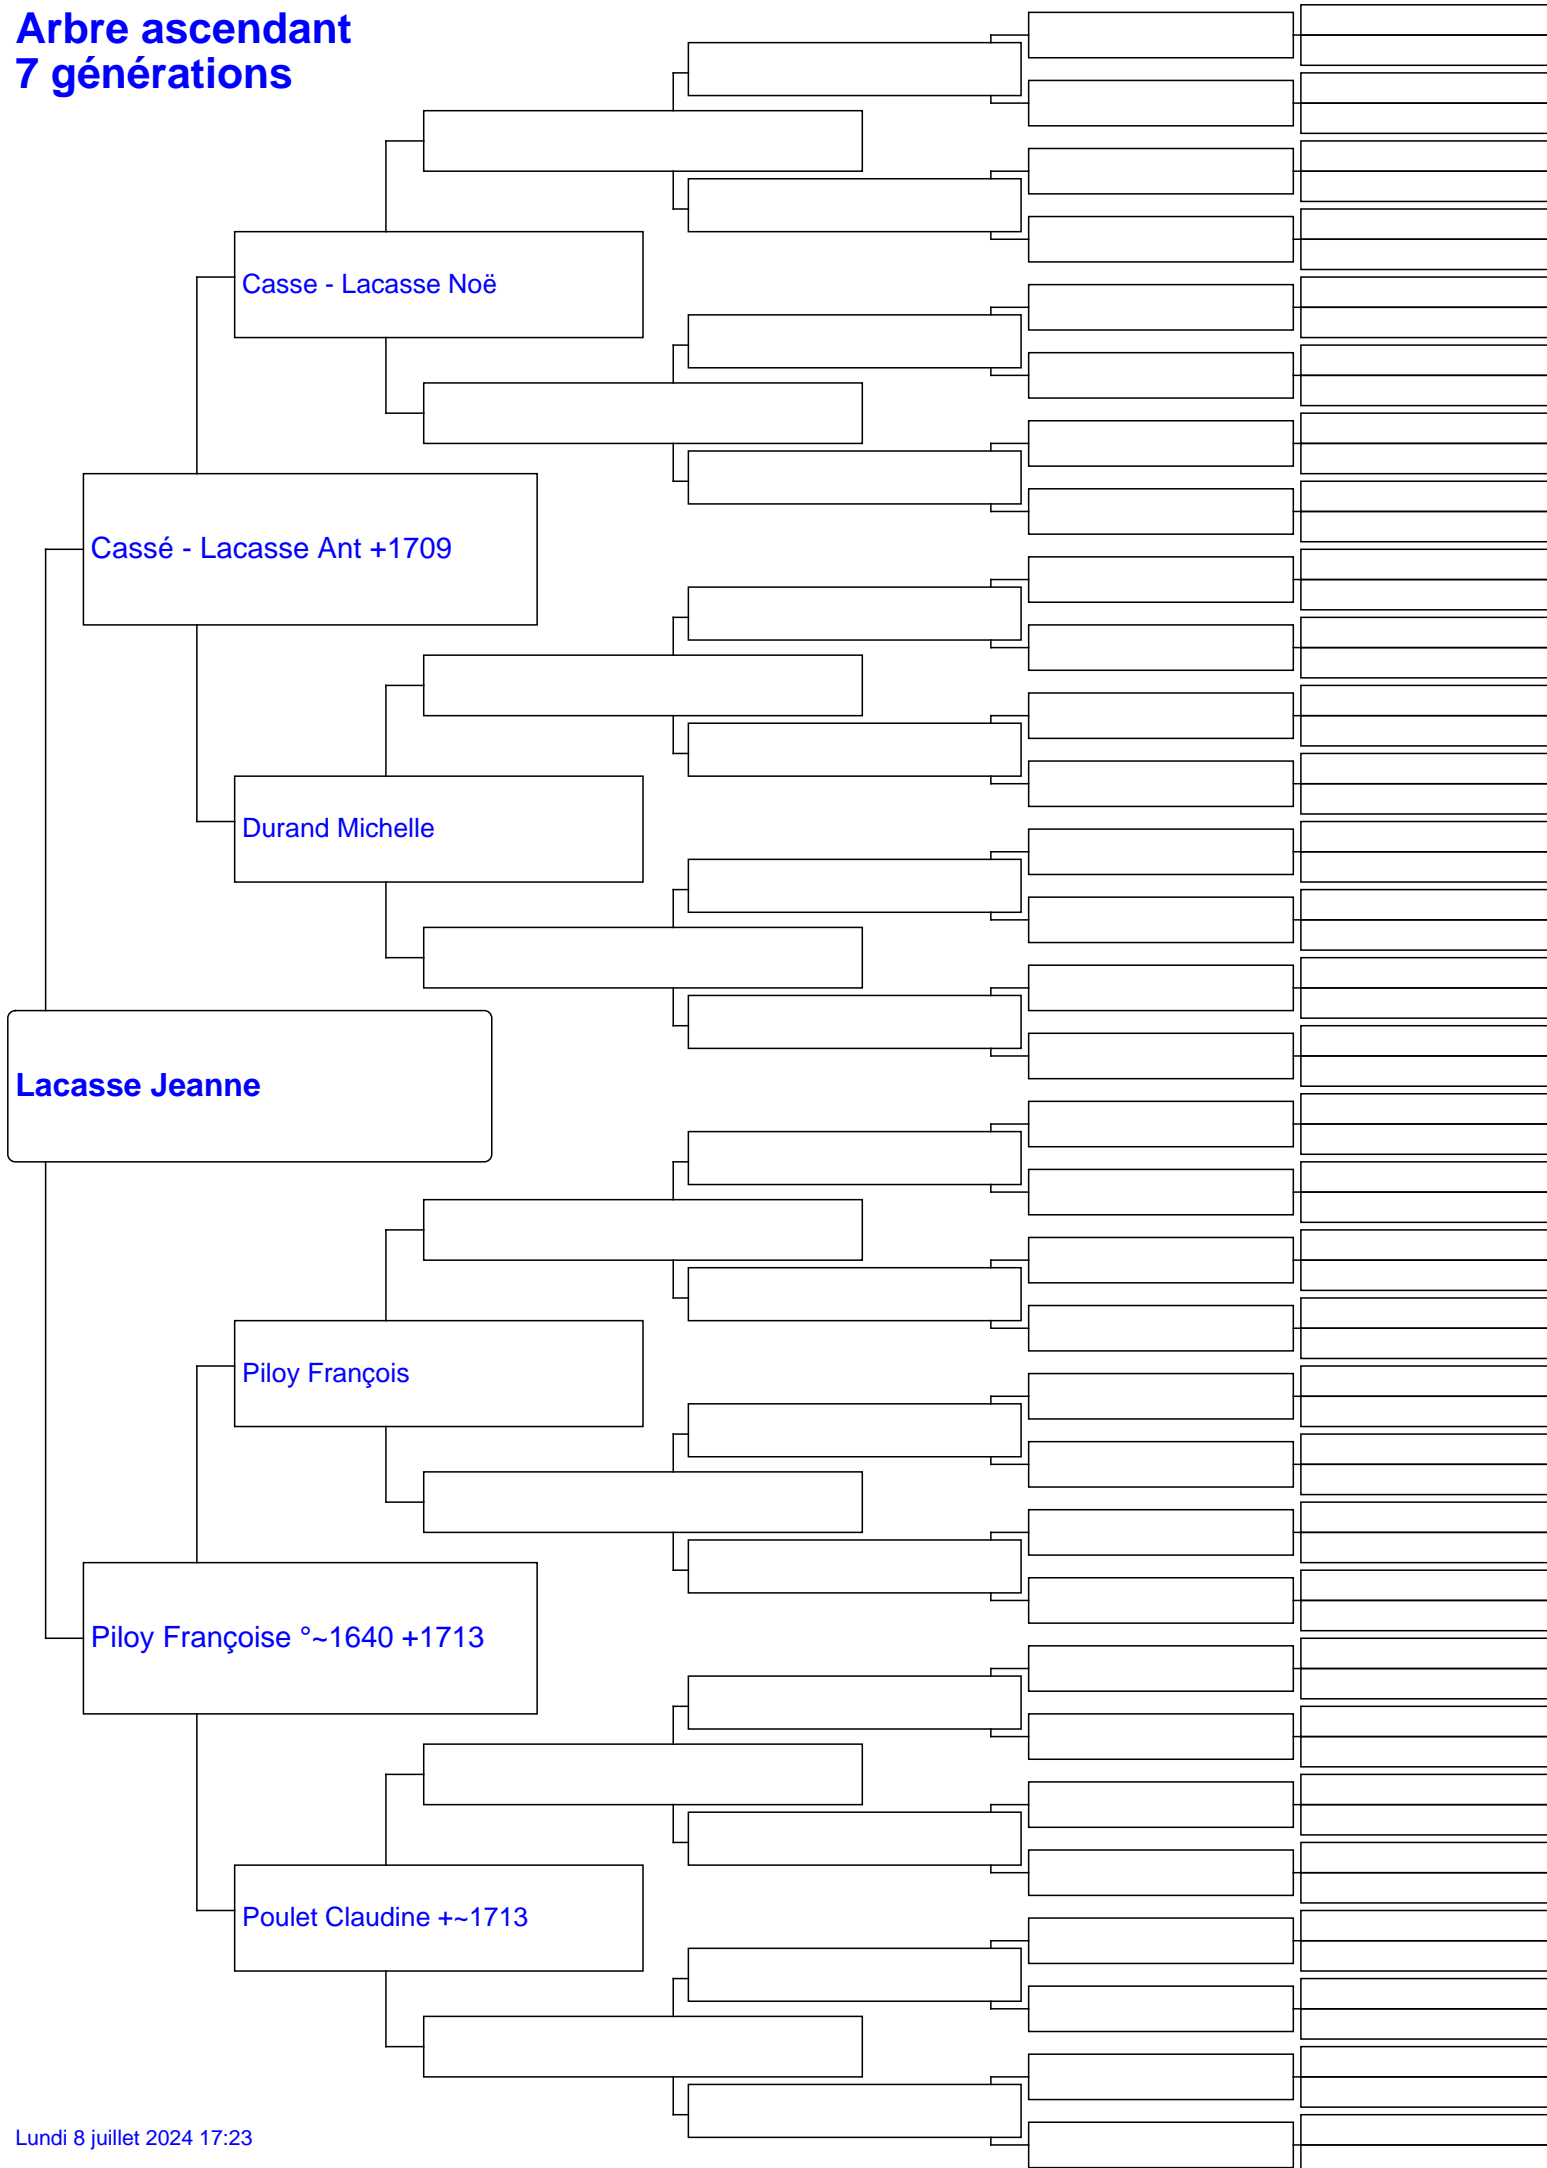 Arbre ascendant
7 générations
Casse - Lacasse Noë
Cassé - Lacasse Ant +1709
Durand Michelle
Lacasse Jeanne
Piloy François
Piloy Françoise °~1640 +1713
Poulet Claudine +~1713
Lundi 8 juillet 2024 17:23